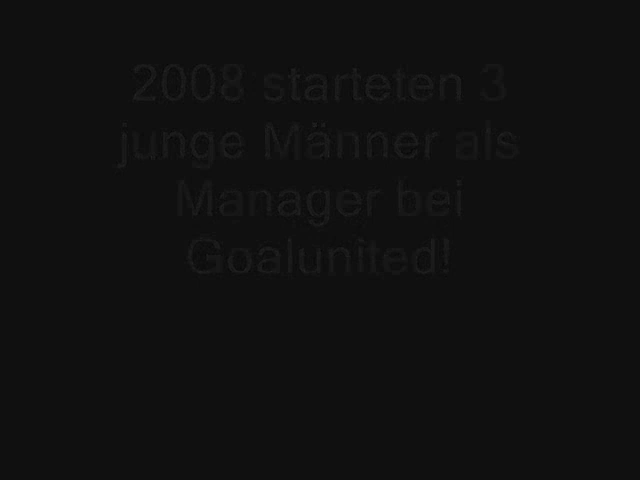 2008 starteten 3
junge Männer als
Manager bei
Goalunited!